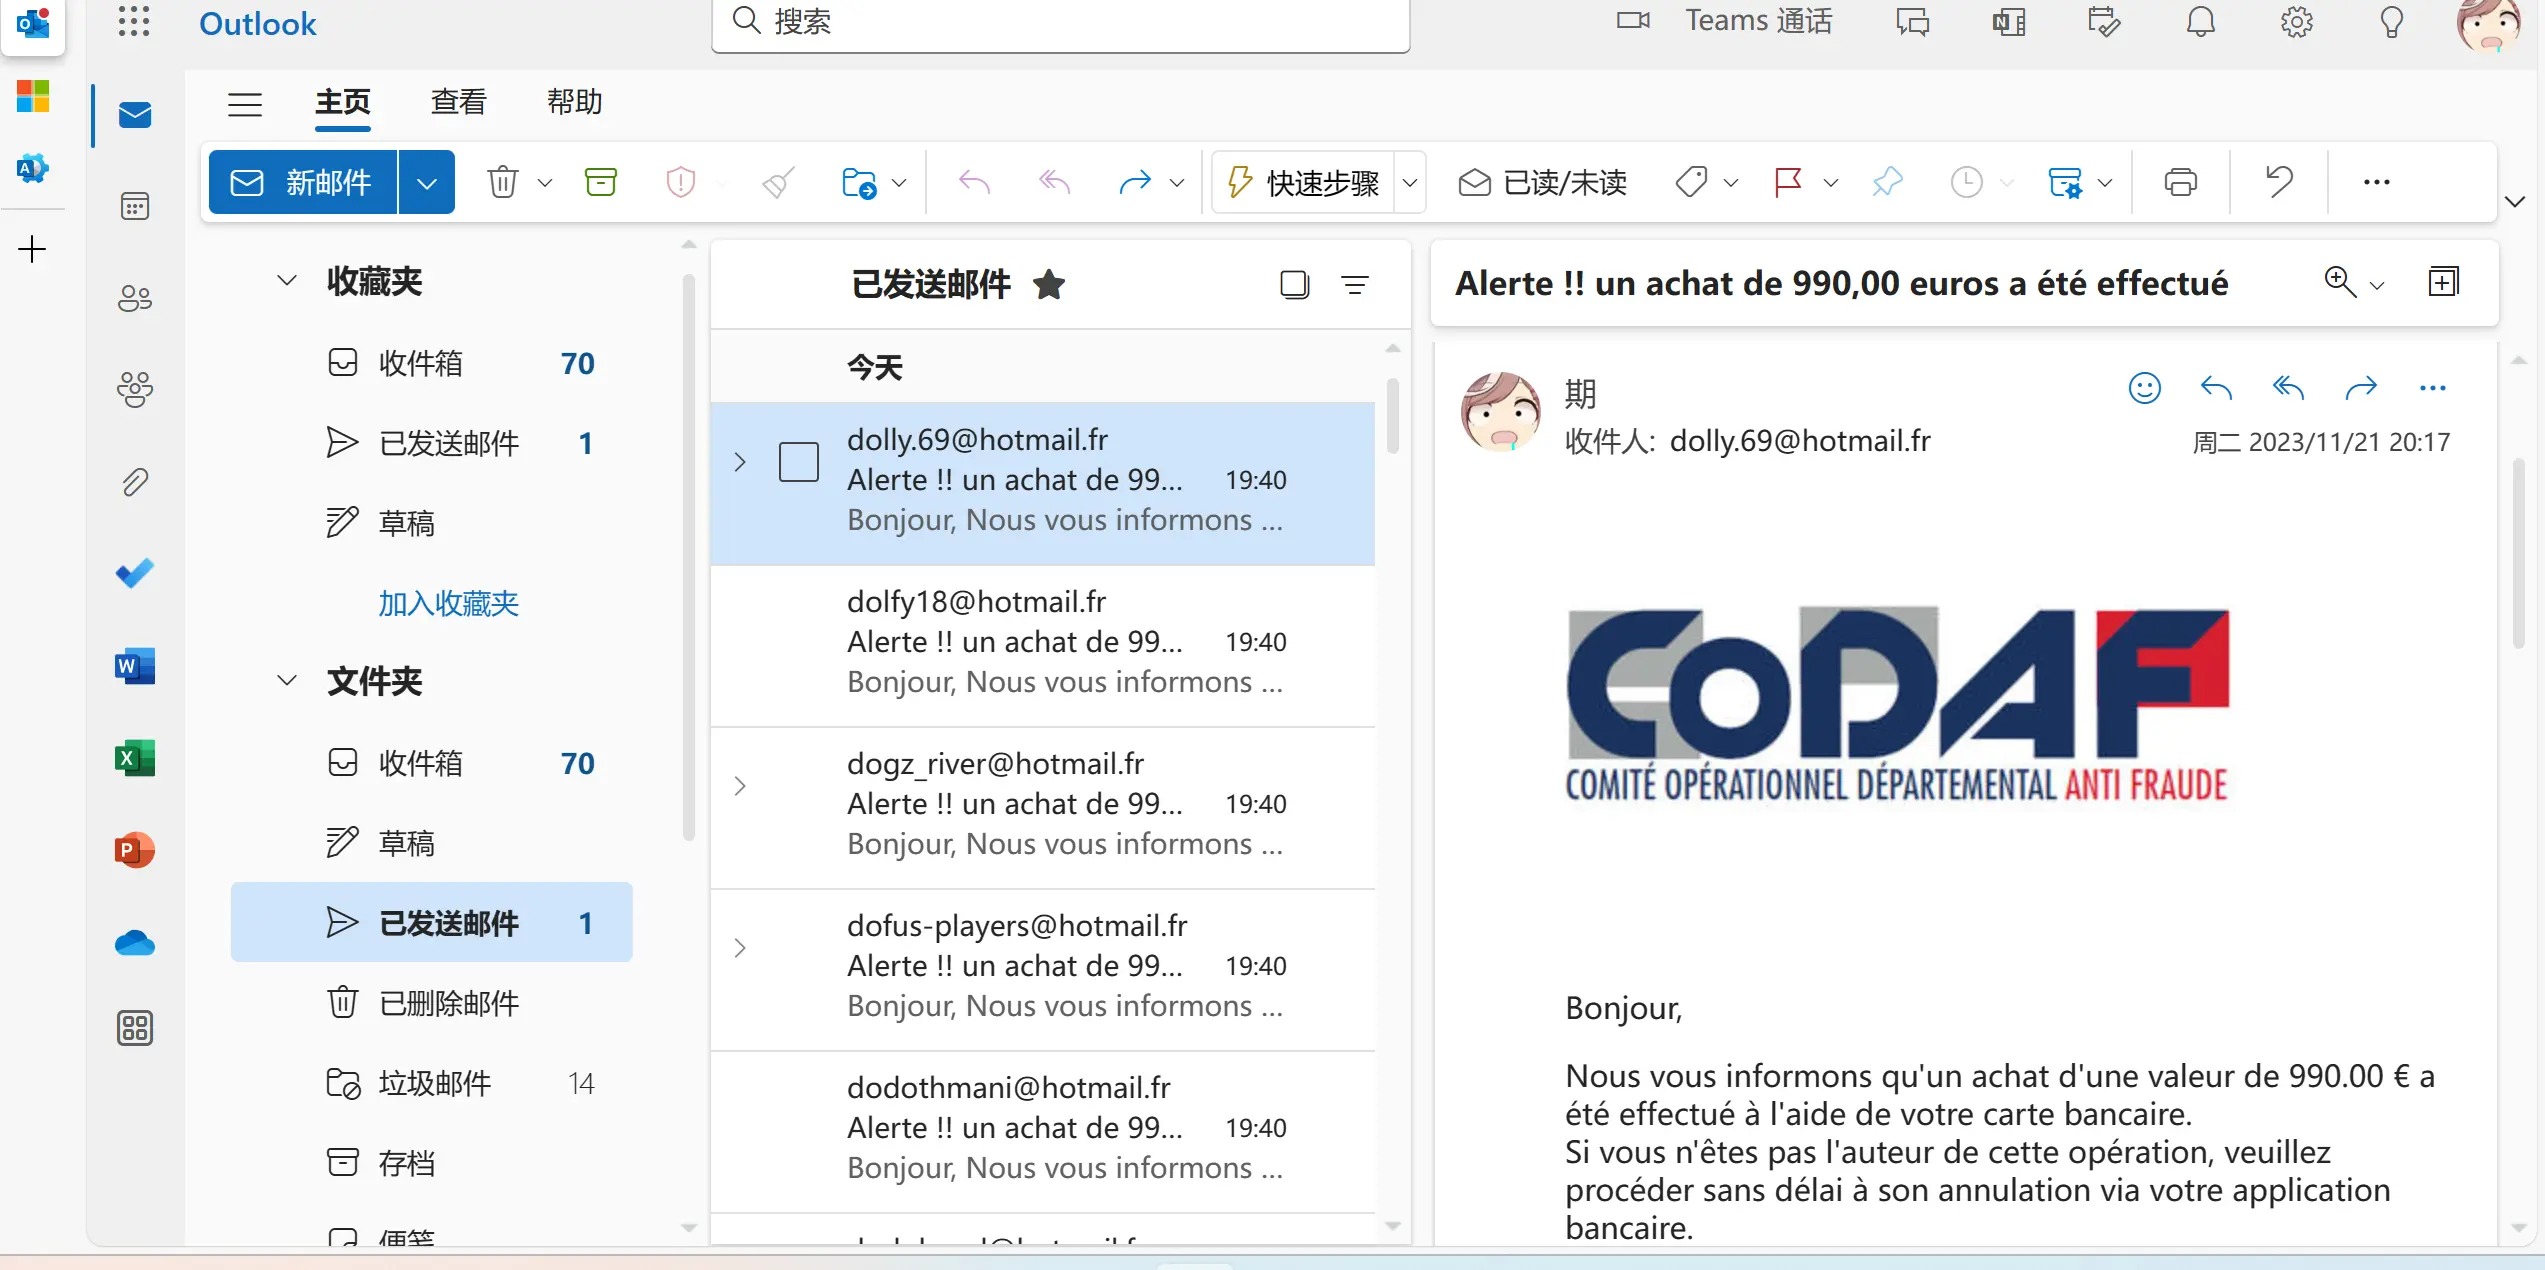 Outlook
搜索
Teams 通话
主页
查看
帮助
新邮件
快速步骤
已读/未读
收藏夹
收件箱 70
已发送邮件 1
草稿
加入收藏夹
文件夹
收件箱 70
草稿
已发送邮件 1
已删除邮件
垃圾邮件 14
存档
便笺
已发送邮件
今天
dolly.69@hotmail.fr
Alerte !! un achat de 99... 19:40
Bonjour, Nous vous informons ...
dolfy18@hotmail.fr
Alerte !! un achat de 99... 19:40
Bonjour, Nous vous informons ...
dogz_river@hotmail.fr
Alerte !! un achat de 99... 19:40
Bonjour, Nous vous informons ...
dofus-players@hotmail.fr
Alerte !! un achat de 99... 19:40
Bonjour, Nous vous informons ...
dodothmani@hotmail.fr
Alerte !! un achat de 99... 19:40
Bonjour, Nous vous informons ...
Alerte !! un achat de 990,00 euros a été effectué
期
收件人: dolly.69@hotmail.fr
周二 2023/11/21 20:17
CoDAF
COMITÉ OPÉRATIONNEL DÉPARTEMENTAL ANTI FRAUDE
Bonjour,
Nous vous informons qu'un achat d'une valeur de 990.00 € a
été effectué à l'aide de votre carte bancaire.
Si vous n'êtes pas l'auteur de cette opération, veuillez
procéder sans délai à son annulation via votre application
bancaire.